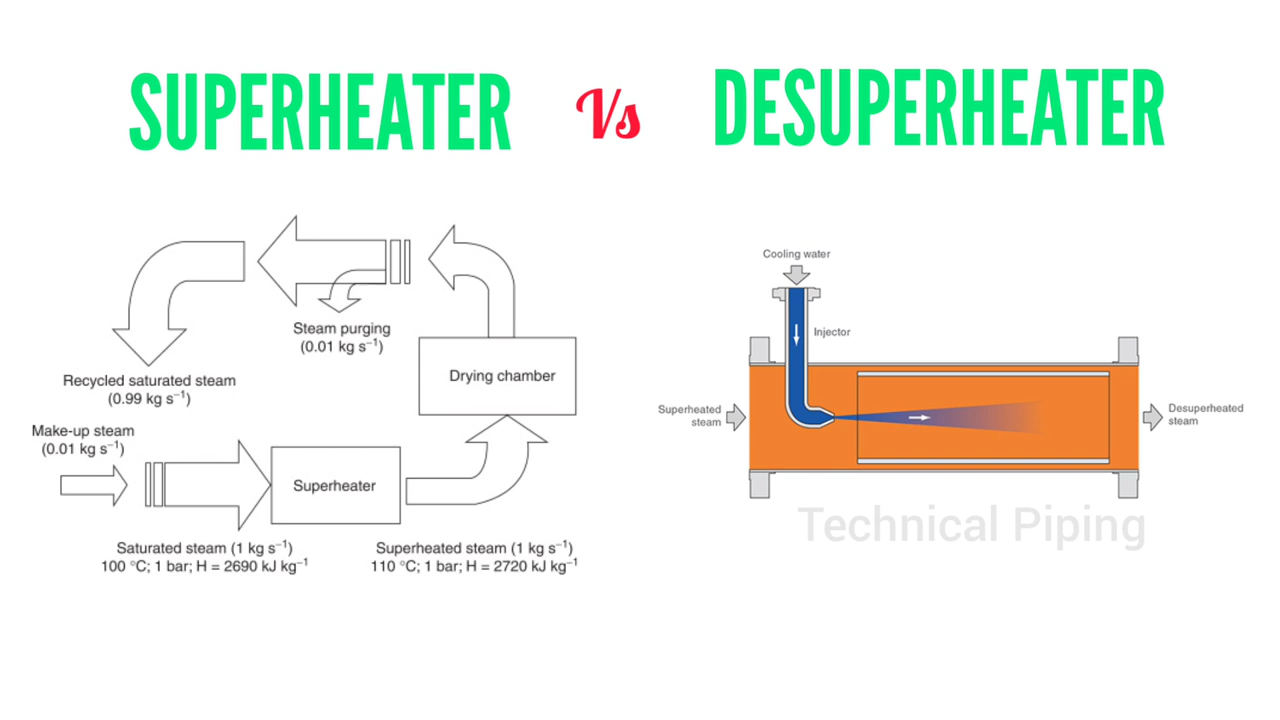 SUPERHEATER Vs DESUPERHEATER
Steam purging
(0.01 kg s⁻¹)
Drying chamber
Recycled saturated steam
(0.99 kg s⁻¹)
Make-up steam
(0.01 kg s⁻¹)
Superheater
Saturated steam (1 kg s⁻¹)
100 °C; 1 bar; H = 2690 kJ kg⁻¹
Superheated steam (1 kg s⁻¹)
110 °C; 1 bar; H = 2720 kJ kg⁻¹
Cooling water
Injector
Superheated
steam
Desuperheated
steam
Technical Piping